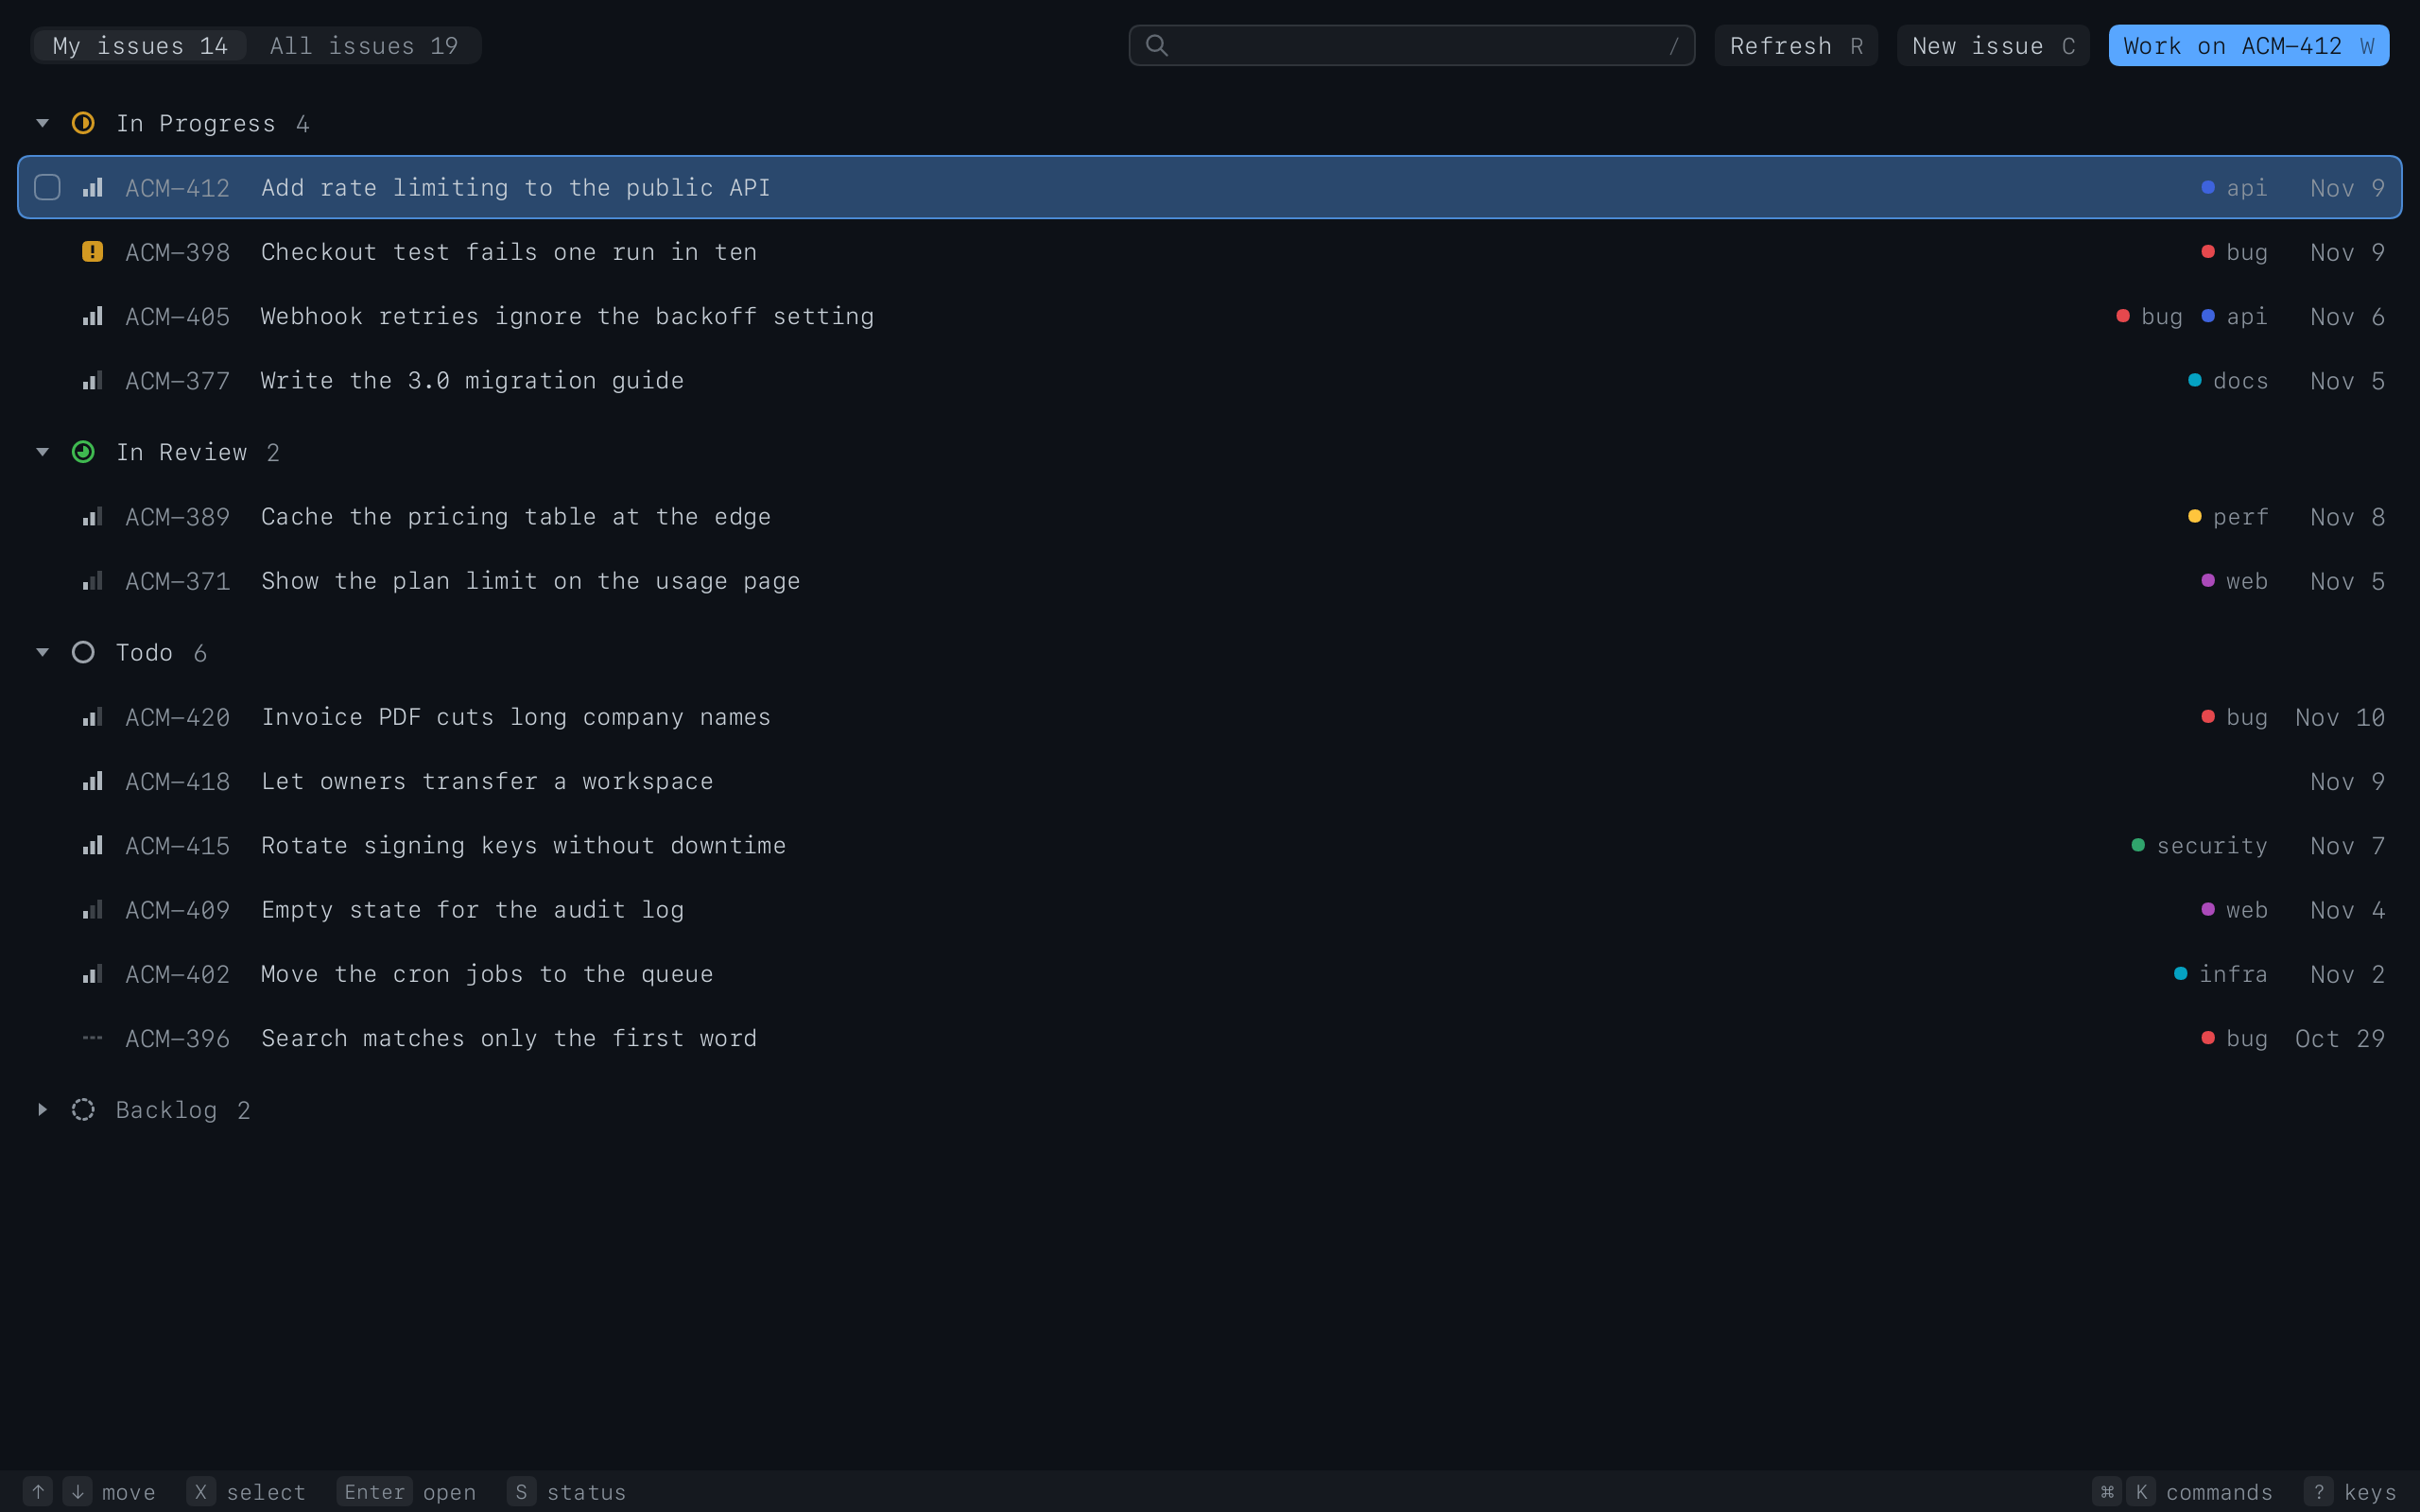 My issues 14 All issues 19 / Refresh R New issue C Work on ACM-412 W
In Progress 4
ACM-412 Add rate limiting to the public API api Nov 9
ACM-398 Checkout test fails one run in ten bug Nov 9
ACM-405 Webhook retries ignore the backoff setting bug api Nov 6
ACM-377 Write the 3.0 migration guide docs Nov 5
In Review 2
ACM-389 Cache the pricing table at the edge perf Nov 8
ACM-371 Show the plan limit on the usage page web Nov 5
Todo 6
ACM-420 Invoice PDF cuts long company names bug Nov 10
ACM-418 Let owners transfer a workspace Nov 9
ACM-415 Rotate signing keys without downtime security Nov 7
ACM-409 Empty state for the audit log web Nov 4
ACM-402 Move the cron jobs to the queue infra Nov 2
ACM-396 Search matches only the first word bug Oct 29
Backlog 2
↑ ↓ move X select Enter open S status ⌘ K commands ? keys